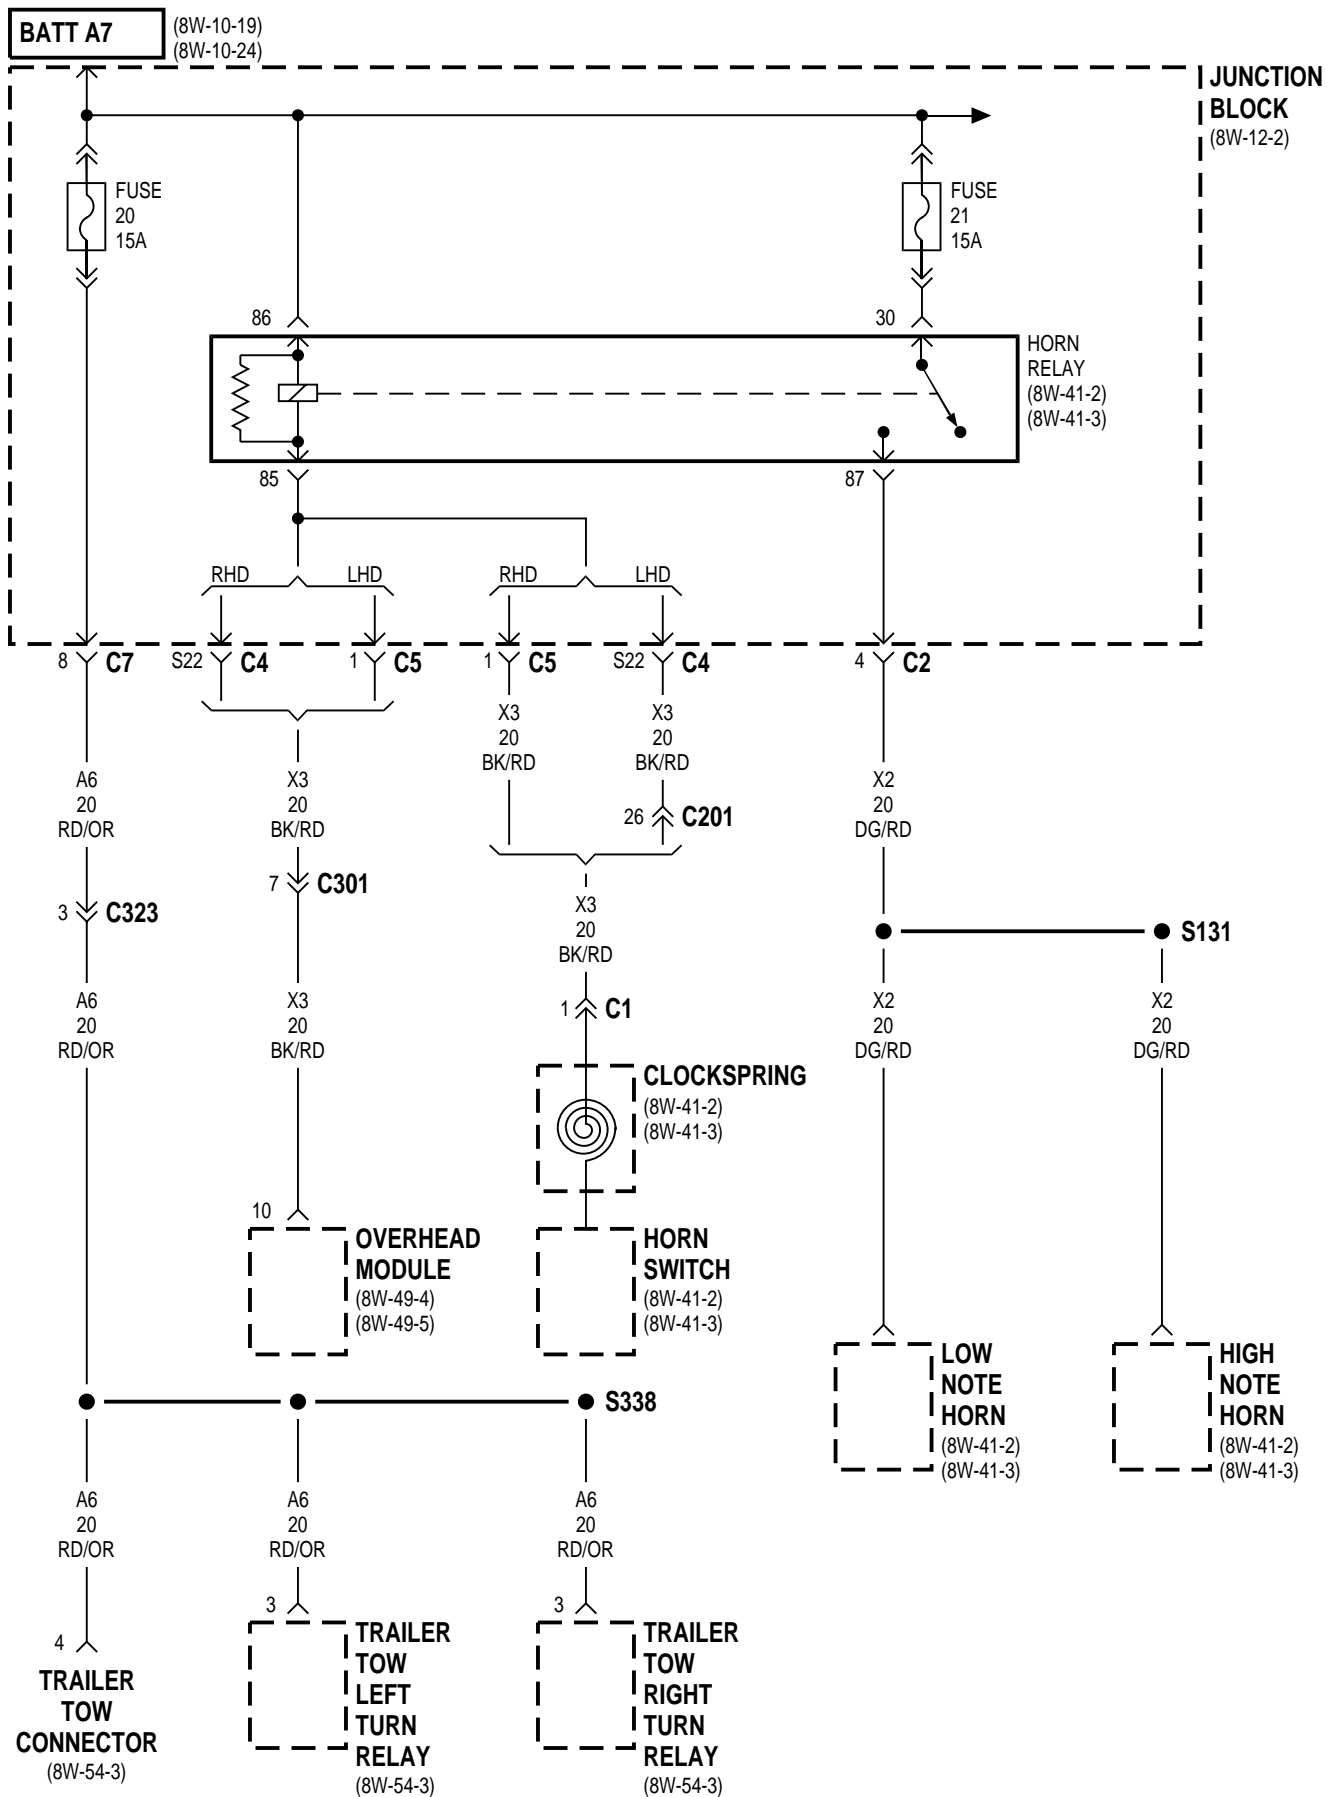 BATT A7
(8W-10-19)
(8W-10-24)
JUNCTION
BLOCK
(8W-12-2)
FUSE
20
15A
FUSE
21
15A
86
30
HORN
RELAY
(8W-41-2)
(8W-41-3)
85
87
RHD
LHD
RHD
LHD
8
C7
S22
C4
1
C5
1
C5
S22
C4
4
C2
X3
20
BK/RD
X3
20
BK/RD
A6
20
RD/OR
X3
20
BK/RD
X2
20
DG/RD
26
C201
7
C301
3
C323
X3
20
BK/RD
S131
A6
20
RD/OR
X3
20
BK/RD
1
C1
X2
20
DG/RD
X2
20
DG/RD
CLOCKSPRING
(8W-41-2)
(8W-41-3)
10
OVERHEAD
MODULE
(8W-49-4)
(8W-49-5)
HORN
SWITCH
(8W-41-2)
(8W-41-3)
LOW
NOTE
HORN
(8W-41-2)
(8W-41-3)
HIGH
NOTE
HORN
(8W-41-2)
(8W-41-3)
S338
A6
20
RD/OR
A6
20
RD/OR
A6
20
RD/OR
4
TRAILER
TOW
CONNECTOR
(8W-54-3)
3
TRAILER
TOW
LEFT
TURN
RELAY
(8W-54-3)
3
TRAILER
TOW
RIGHT
TURN
RELAY
(8W-54-3)